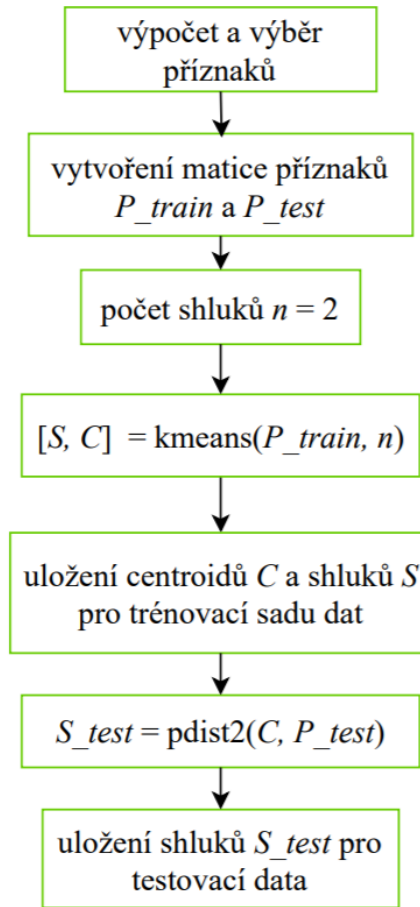 výpočet a výběr
příznaků
vytvoření matice příznaků
P_train a P_test
počet shluků n = 2
[S, C] = kmeans(P_train, n)
uložení centroidů C a shluků S
pro trénovací sadu dat
S_test = pdist2(C, P_test)
uložení shluků S_test pro
testovací data